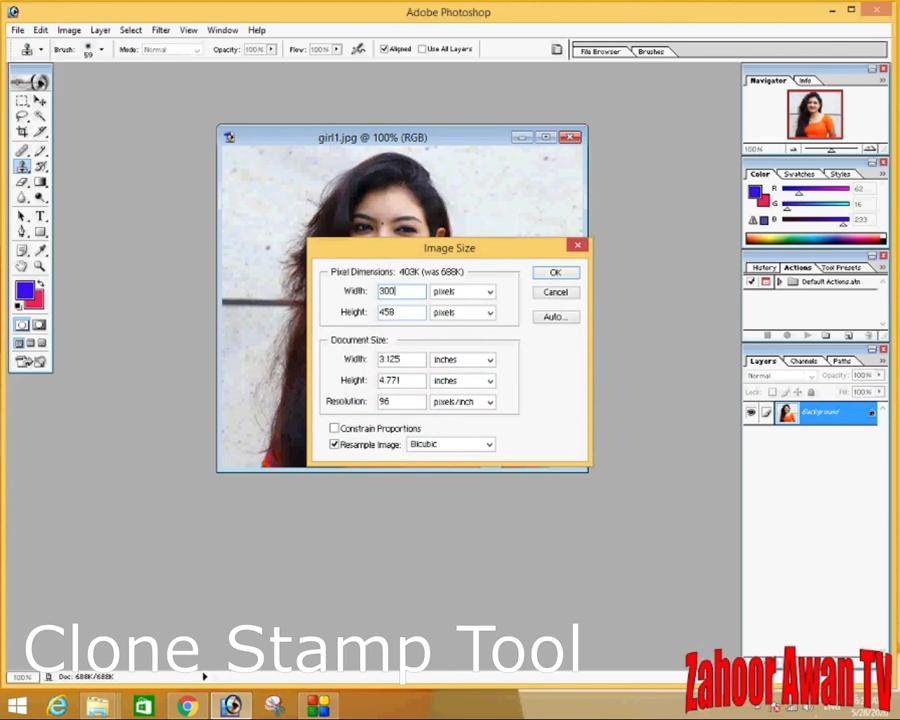 Adobe Photoshop
File Edit Image Layer Select Filter View Window Help
Brush: 59 Mode: Normal Opacity: 100% Flow: 100% Aligned Use All Layers File Browser Brushes
Navigator Info
girl1.jpg @ 100% (RGB)
100%
Color Swatches Styles
R 62
G 16
B 233
Image Size
Pixel Dimensions: 403K (was 688K)
Width: 300 pixels
Height: 458 pixels
OK
Cancel
Auto...
Document Size:
Width: 3.125 inches
Height: 4.771 inches
Resolution: 96 pixels/inch
Constrain Proportions
Resample Image: Bicubic
History Actions Tool Presets
Default Actions.atn
Layers Channels Paths
Normal Opacity: 100%
Lock: Fill: 100%
Background
Clone Stamp Tool
100% Doc: 688K/688K
Zahoor Awan TV
5/28/2020